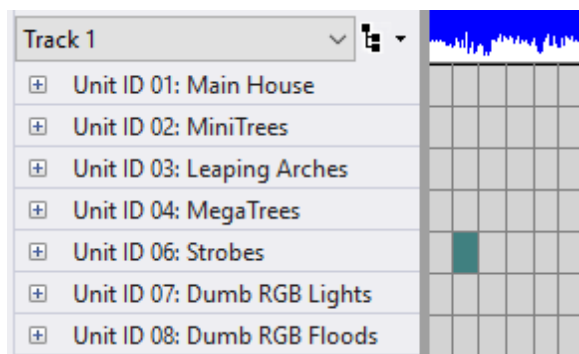 Track 1
Unit ID 01: Main House
Unit ID 02: MiniTrees
Unit ID 03: Leaping Arches
Unit ID 04: MegaTrees
Unit ID 06: Strobes
Unit ID 07: Dumb RGB Lights
Unit ID 08: Dumb RGB Floods